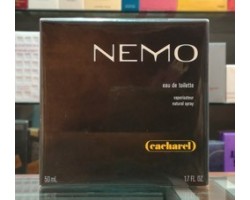 NEMO
eau de toilette
vaporisateur
natural spray
cacharel
50 ml
1.7 FL OZ